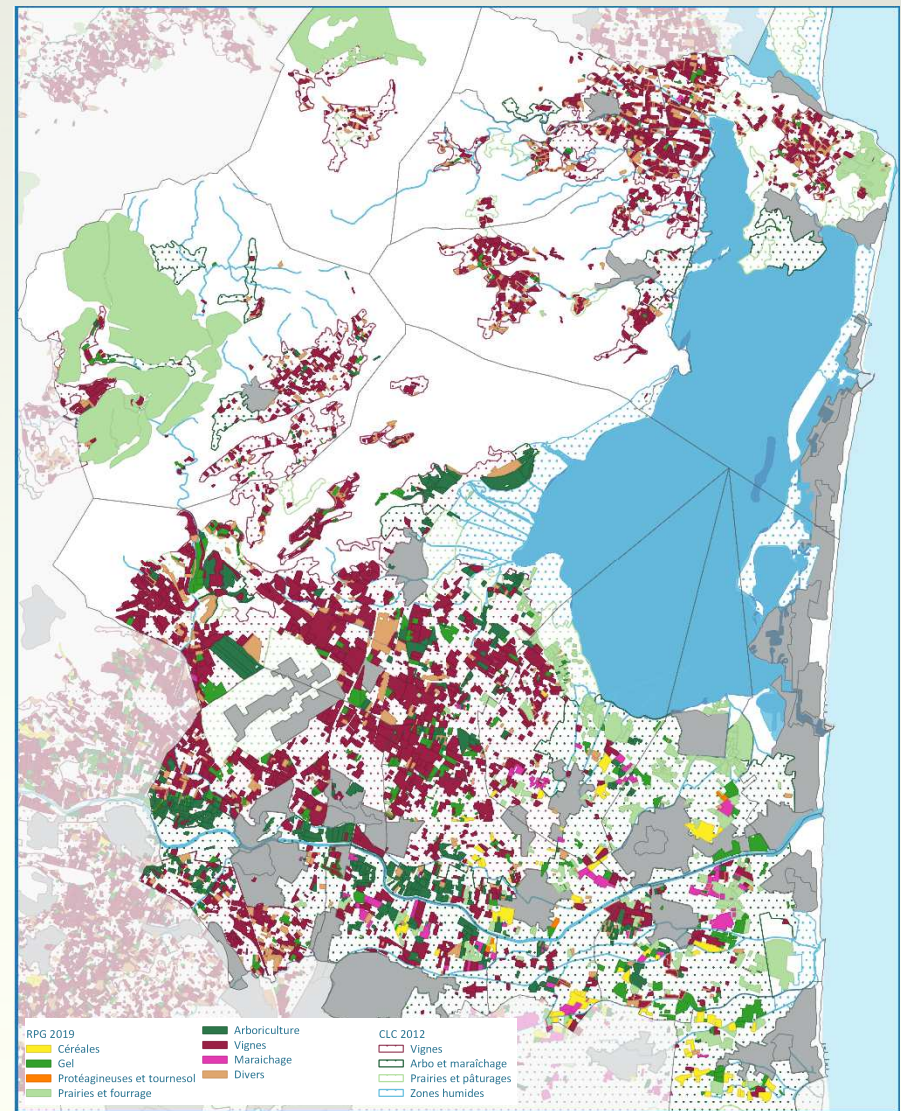 RPG 2019
Céréales
Gel
Protéagineuses et tournesol
Prairies et fourrage
Arboriculture
Vignes
Maraichage
Divers
CLC 2012
Vignes
Arbo et maraîchage
Prairies et pâturages
Zones humides